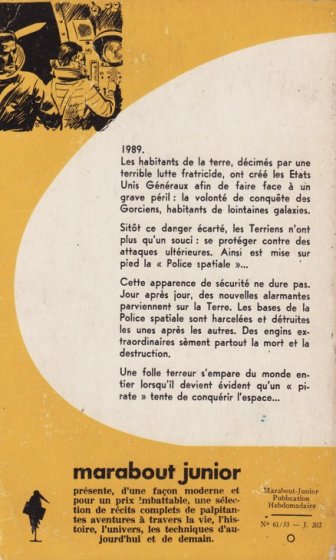 1989.
Les habitants de la terre, décimés par une
terrible lutte fratricide, ont créé les Etats
Unis Généraux afin de faire face à un
grave péril : la volonté de conquête des
Gorciens, habitants de lointaines galaxies.
Sitôt ce danger écarté, les Terriens n'ont
plus qu'un souci : se protéger contre des
attaques ultérieures. Ainsi est mise sur
pied la « Police spatiale »...
Cette apparence de sécurité ne dure pas.
Jour après jour, des nouvelles alarmantes
parviennent sur la Terre. Les bases de la
Police spatiale sont harcelées et détruites
les unes après les autres. Des engins ex-
traordinaires sèment partout la mort et la
destruction.
Une folle terreur s'empare du monde en-
tier lorsqu'il devient évident qu'un « pi-
rate » tente de conquérir l'espace...
marabout junior
présente, d'une façon moderne et
pour un prix imbattable, une sélec-
tion de récits complets de palpitan-
tes aventures à travers la vie, l'his-
toire, l'univers, les techniques d'au-
jourd'hui et de demain.
Marabout-Junior
Publication
Hebdomadaire
N° 61/33 — J. 203
O